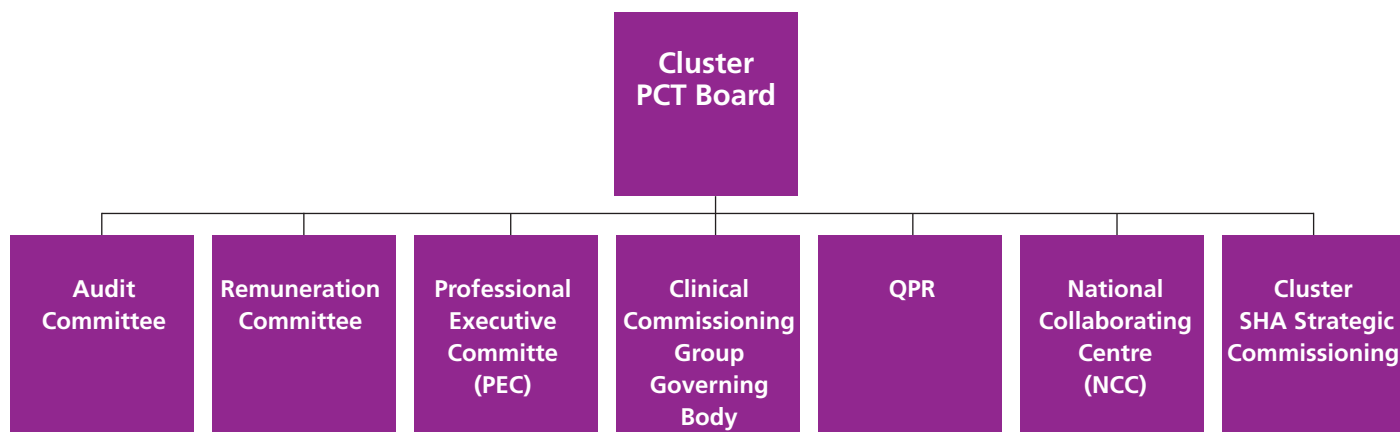 Cluster
PCT Board
Audit
Committee
Remuneration
Committee
Professional
Executive
Committe
(PEC)
Clinical
Commissioning
Group
Governing
Body
QPR
National
Collaborating
Centre
(NCC)
Cluster
SHA Strategic
Commissioning